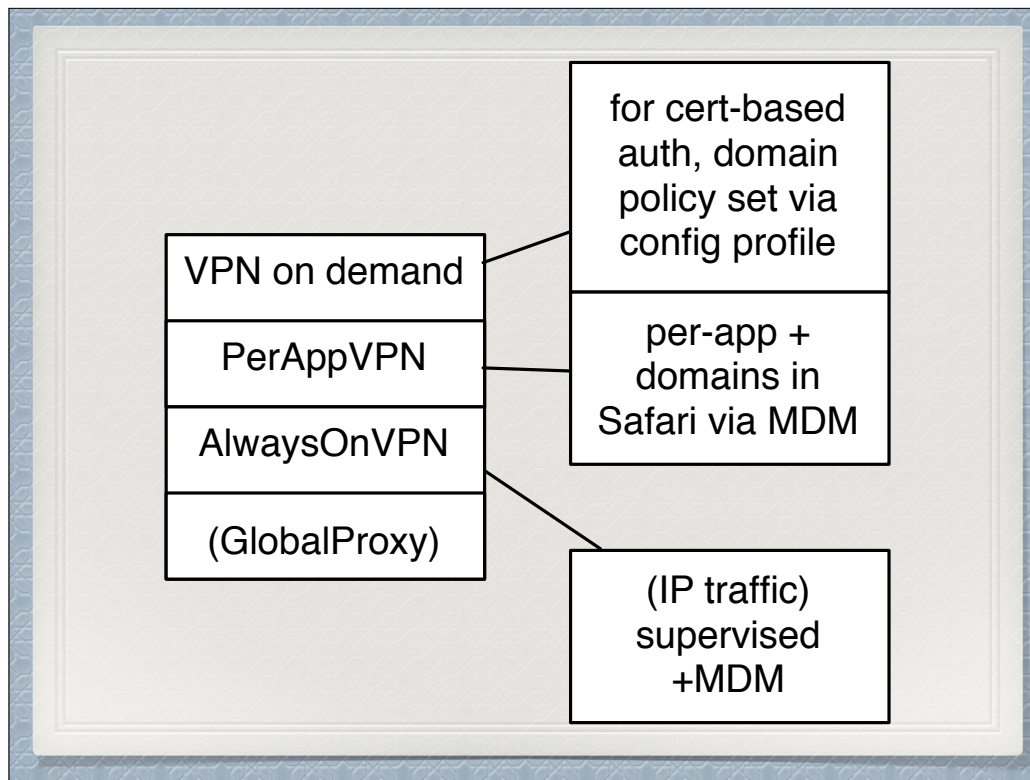 VPN on demand
PerAppVPN
AlwaysOnVPN
(GlobalProxy)
for cert-based
auth, domain
policy set via
config profile
per-app +
domains in
Safari via MDM
(IP traffic)
supervised
+MDM